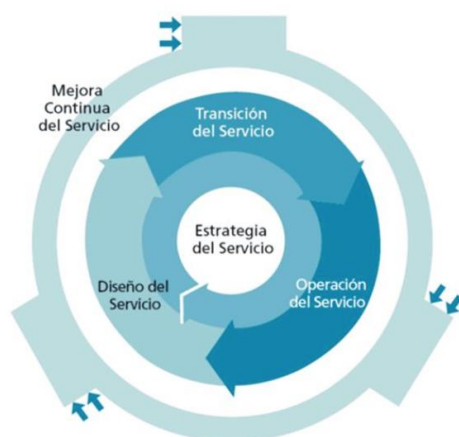 Mejora
Continua
del Servicio
Transición
del Servicio
Estrategia
del Servicio
Diseño del
Servicio
Operación
del Servicio